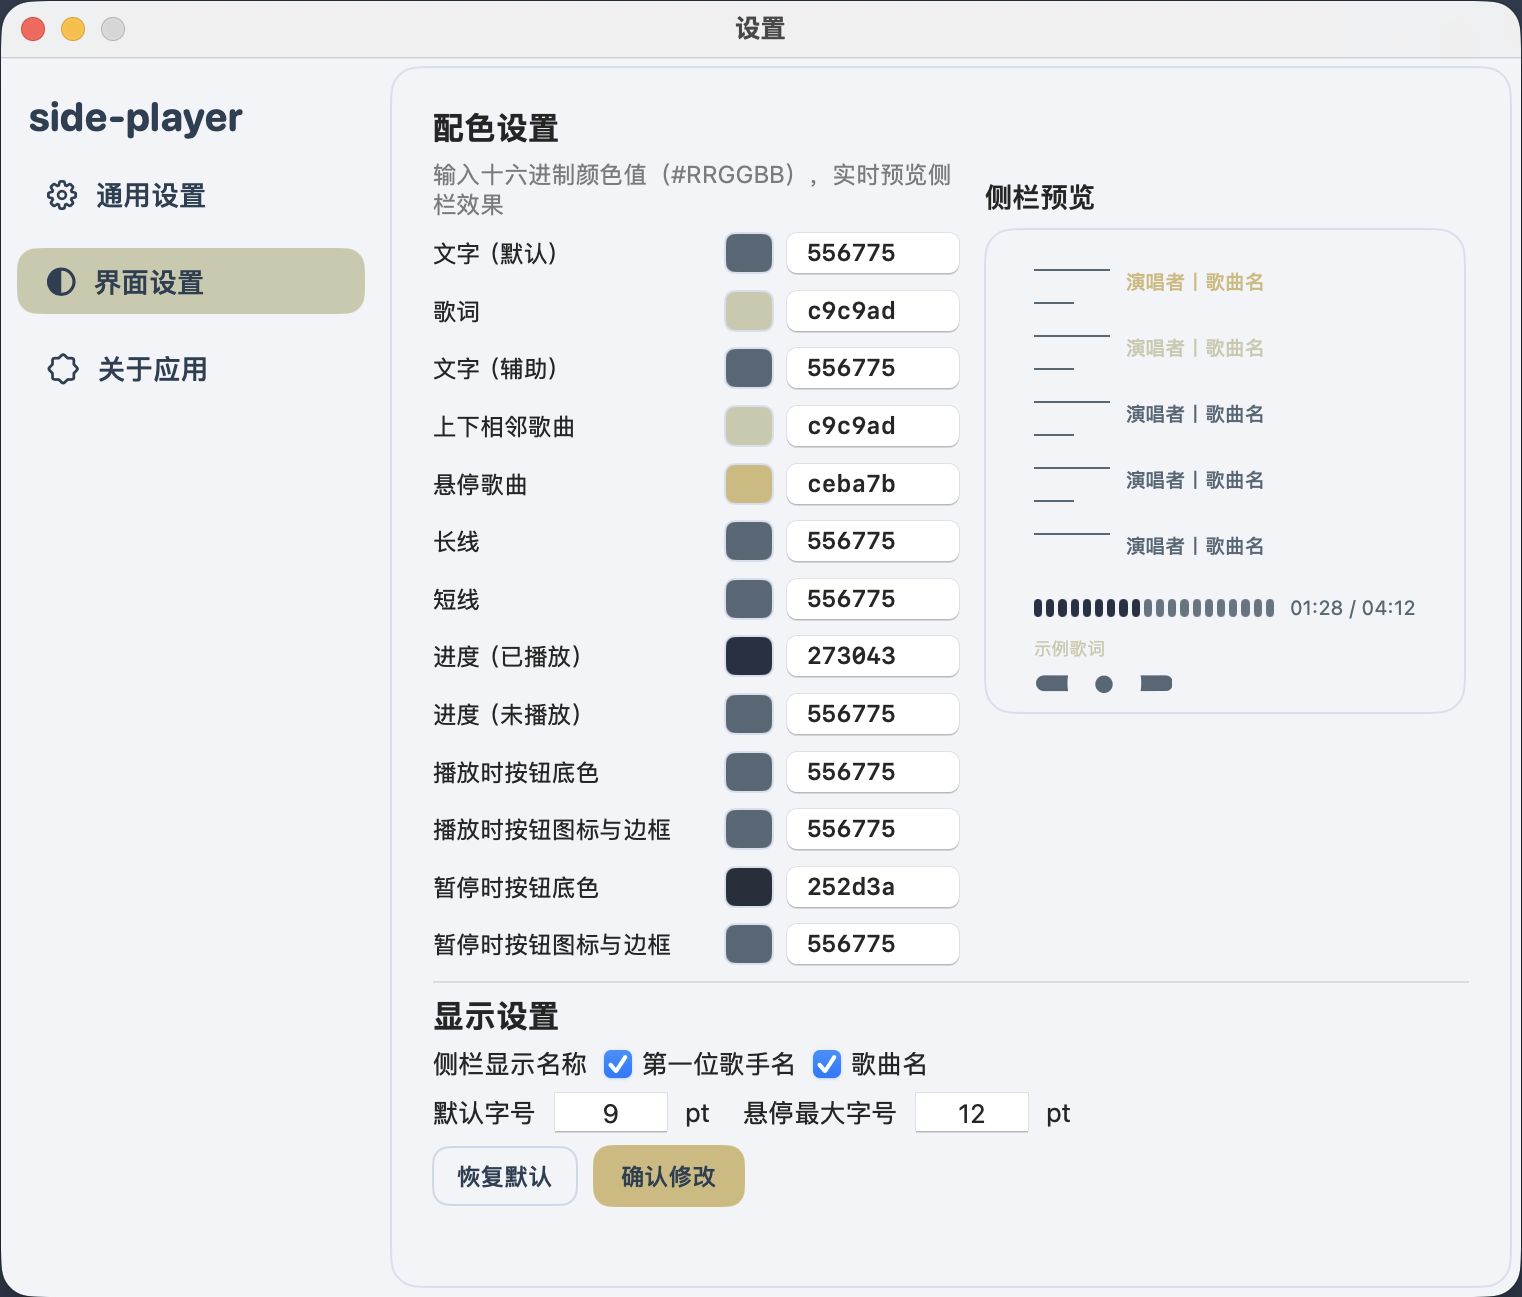 设置
side-player
通用设置
界面设置
关于应用
配色设置
输入十六进制颜色值（#RRGGBB），实时预览侧
栏效果
文字（默认） 556775
歌词 c9c9ad
文字（辅助） 556775
上下相邻歌曲 c9c9ad
悬停歌曲 ceba7b
长线 556775
短线 556775
进度（已播放） 273043
进度（未播放） 556775
播放时按钮底色 556775
播放时按钮图标与边框 556775
暂停时按钮底色 252d3a
暂停时按钮图标与边框 556775
侧栏预览
演唱者丨歌曲名
演唱者丨歌曲名
演唱者丨歌曲名
演唱者丨歌曲名
演唱者丨歌曲名
01:28 / 04:12
示例歌词
显示设置
侧栏显示名称 第一位歌手名 歌曲名
默认字号 9 pt 悬停最大字号 12 pt
恢复默认 确认修改